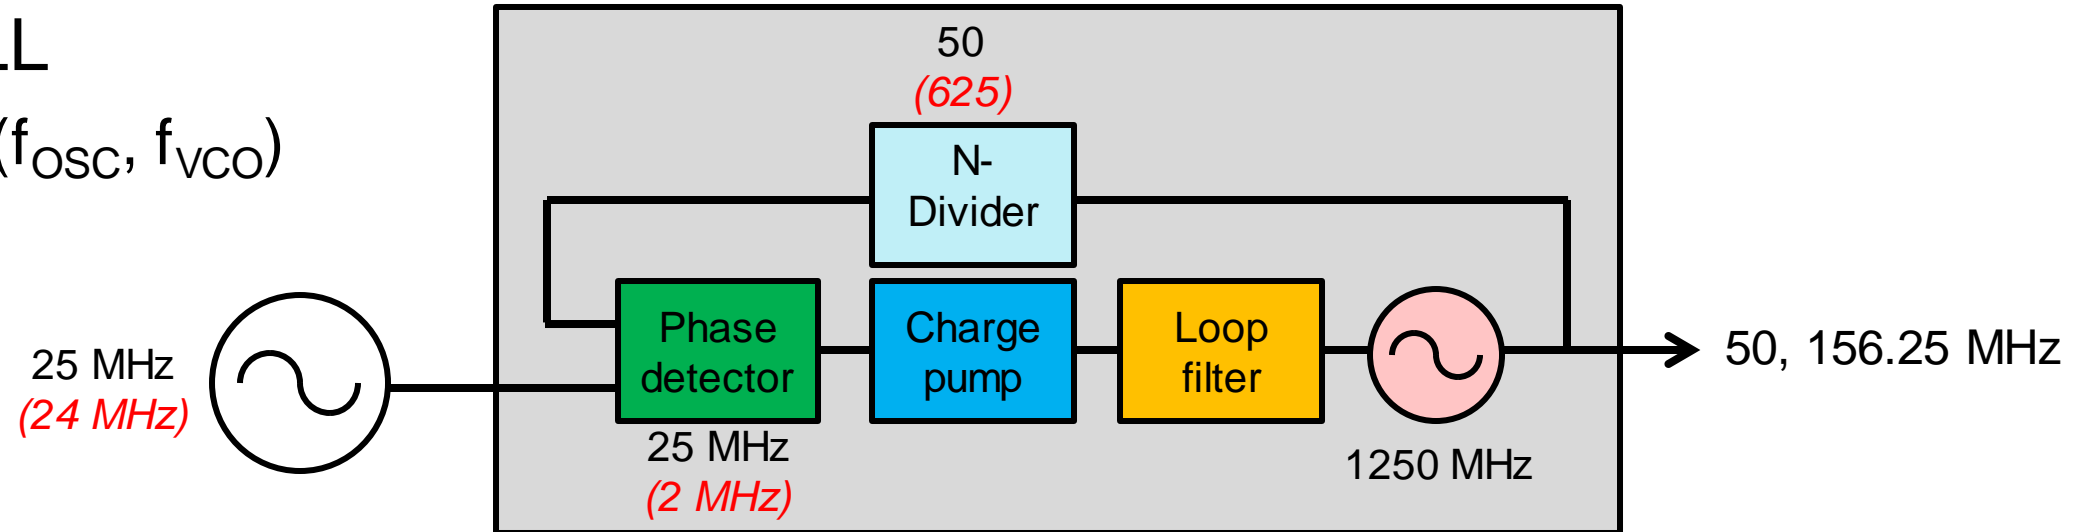 LL
(fOSC, fVCO)
50
(625)
N-
Divider
Phase
detector
Charge
pump
Loop
filter
25 MHz
(24 MHz)
25 MHz
(2 MHz)
1250 MHz
50, 156.25 MHz